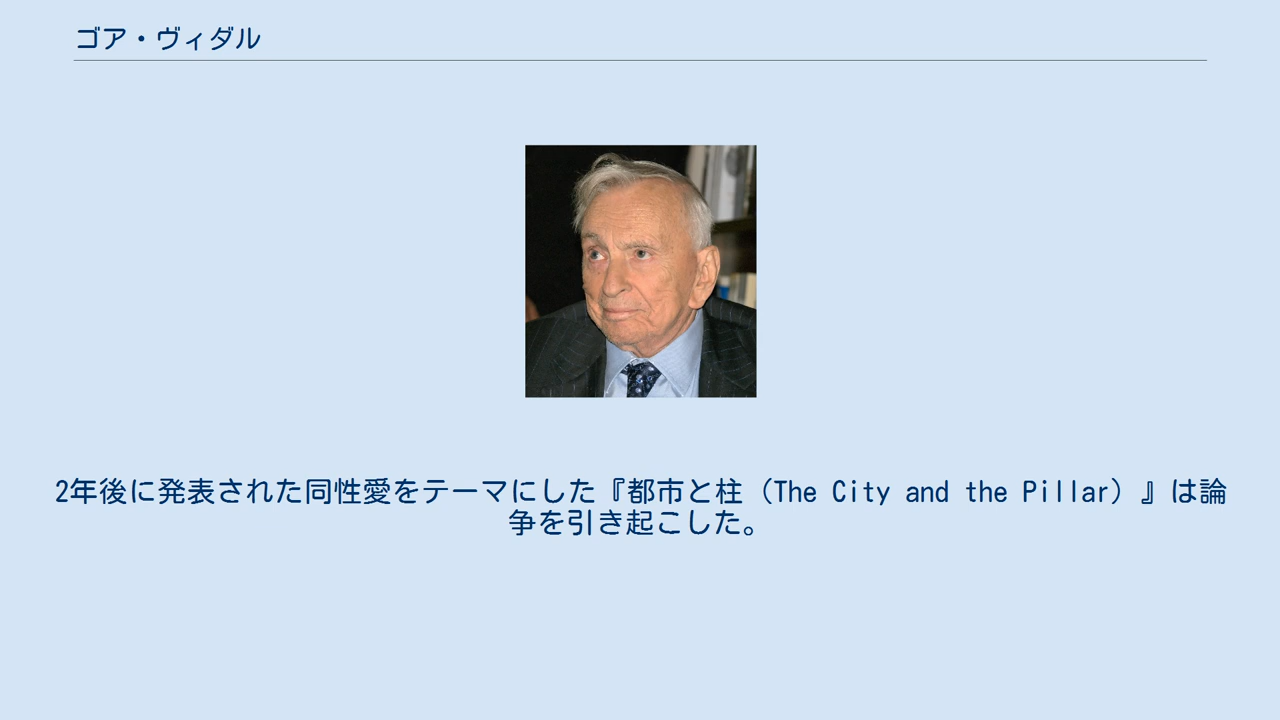 ゴア・ヴィダル
2年後に発表された同性愛をテーマにした『都市と柱（The City and the Pillar）』は論
争を引き起こした。